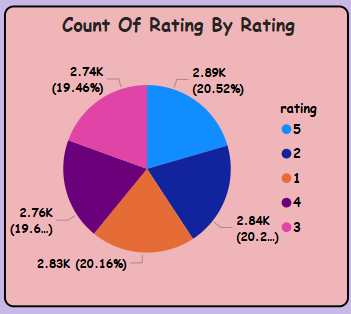 Count Of Rating By Rating
2.74K
(19.46%)
2.89K
(20.52%)
rating
5
2
1
4
3
2.76K
(19.6...)
2.84K
(20.2...)
2.83K (20.16%)